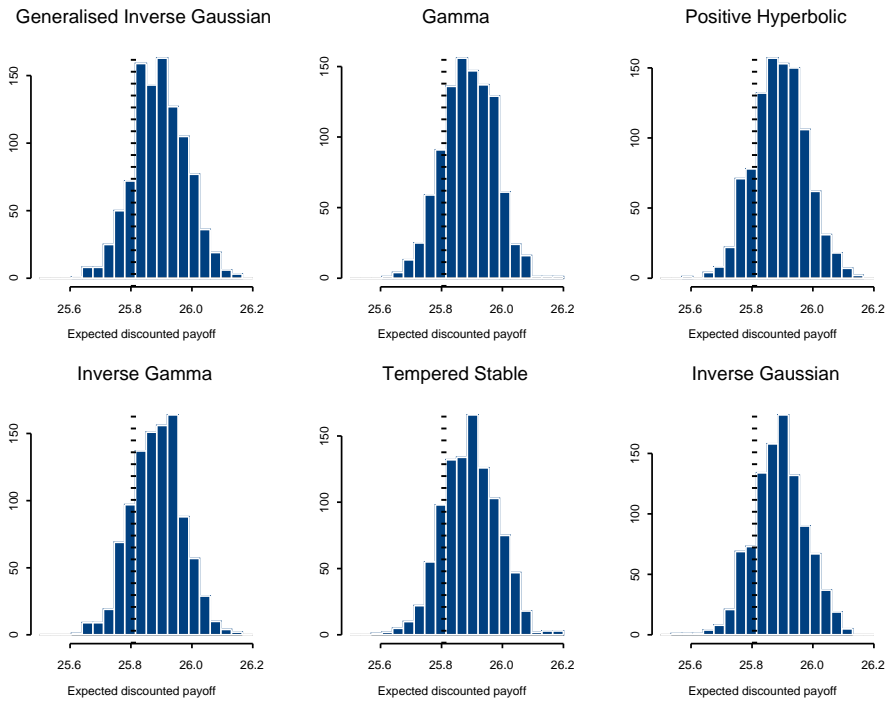 Generalised Inverse Gaussian
150
100
50
0
25.6 25.8 26.0 26.2
Expected discounted payoff
Gamma
150
100
50
0
25.6 25.8 26.0 26.2
Expected discounted payoff
Positive Hyperbolic
150
100
50
0
25.6 25.8 26.0 26.2
Expected discounted payoff
Inverse Gamma
150
100
50
0
25.6 25.8 26.0 26.2
Expected discounted payoff
Tempered Stable
150
100
50
0
25.6 25.8 26.0 26.2
Expected discounted payoff
Inverse Gaussian
150
100
50
0
25.6 25.8 26.0 26.2
Expected discounted payoff